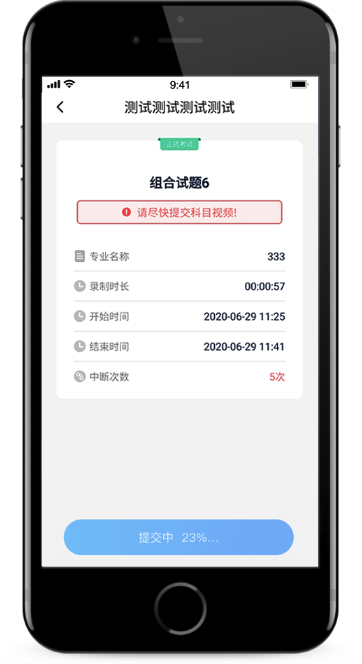 9:41
测试测试测试测试
正式考试
组合试题6
请尽快提交科目视频!
专业名称 333
录制时长 00:00:57
开始时间 2020-06-29 11:25
结束时间 2020-06-29 11:41
中断次数 5次
提交中 23%...